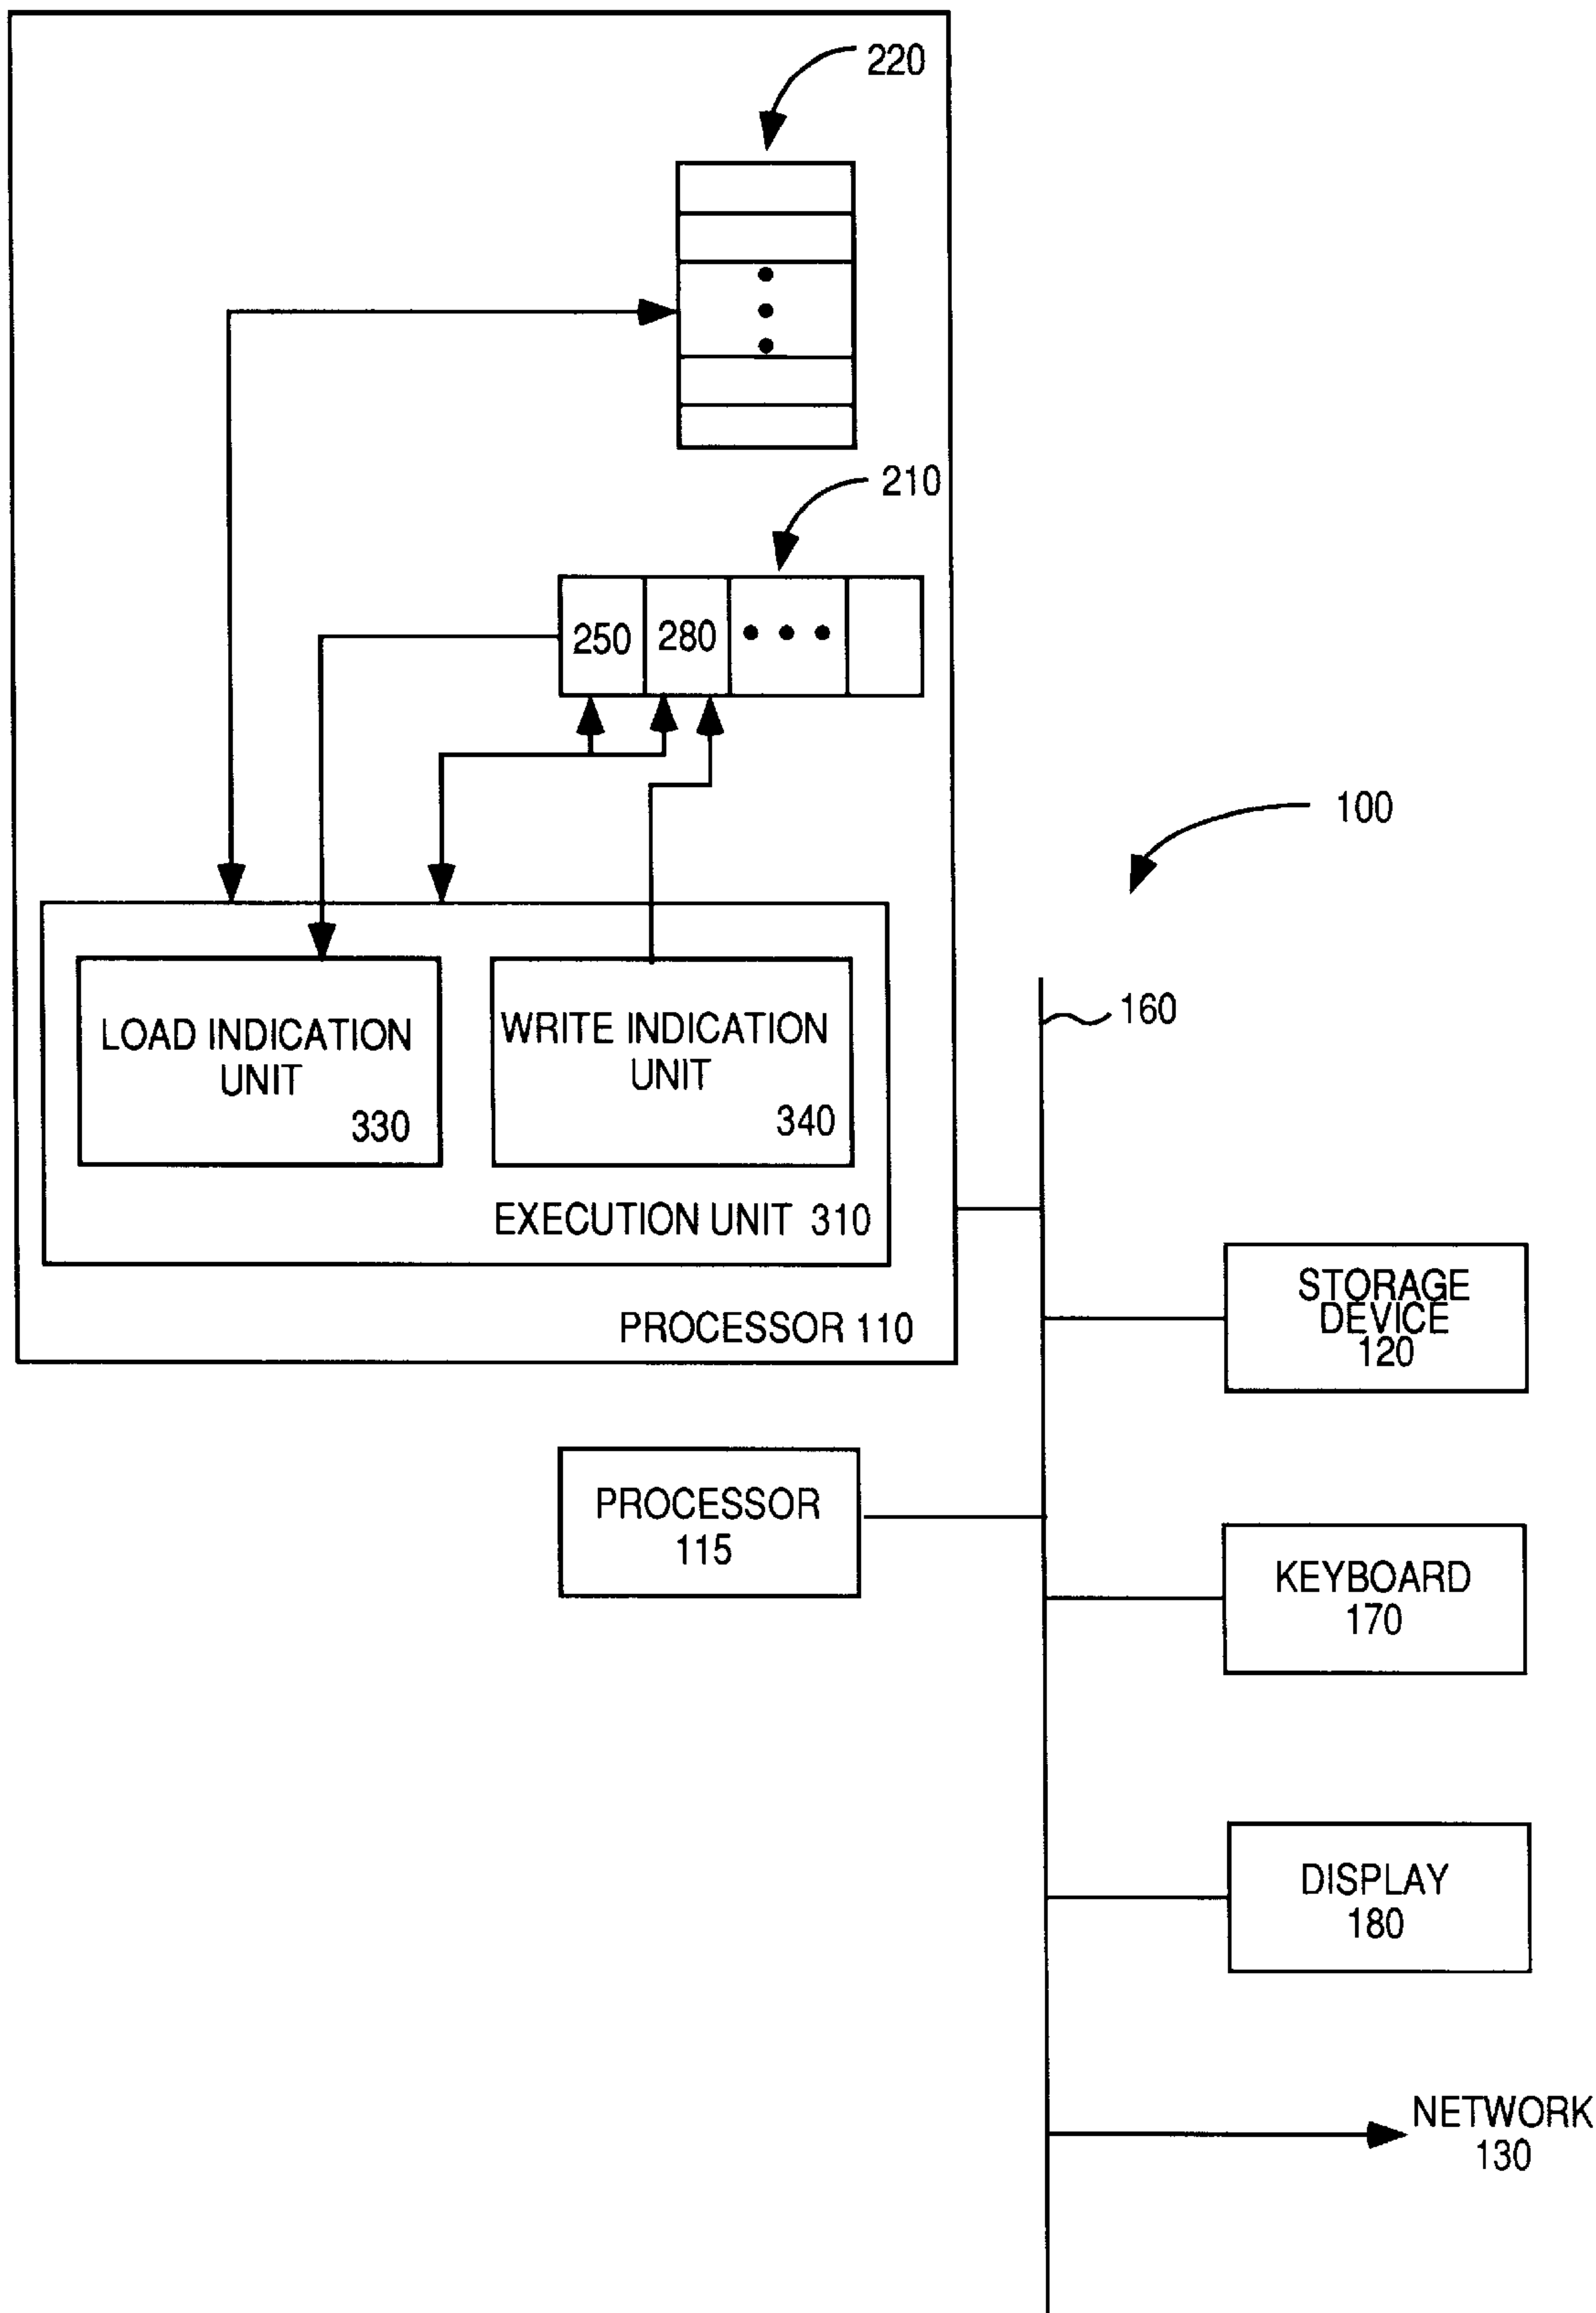 220
210
250
280
100
160
LOAD INDICATION
UNIT
330
WRITE INDICATION
UNIT
340
EXECUTION UNIT 310
PROCESSOR 110
STORAGE
DEVICE
120
PROCESSOR
115
KEYBOARD
170
DISPLAY
180
NETWORK
130